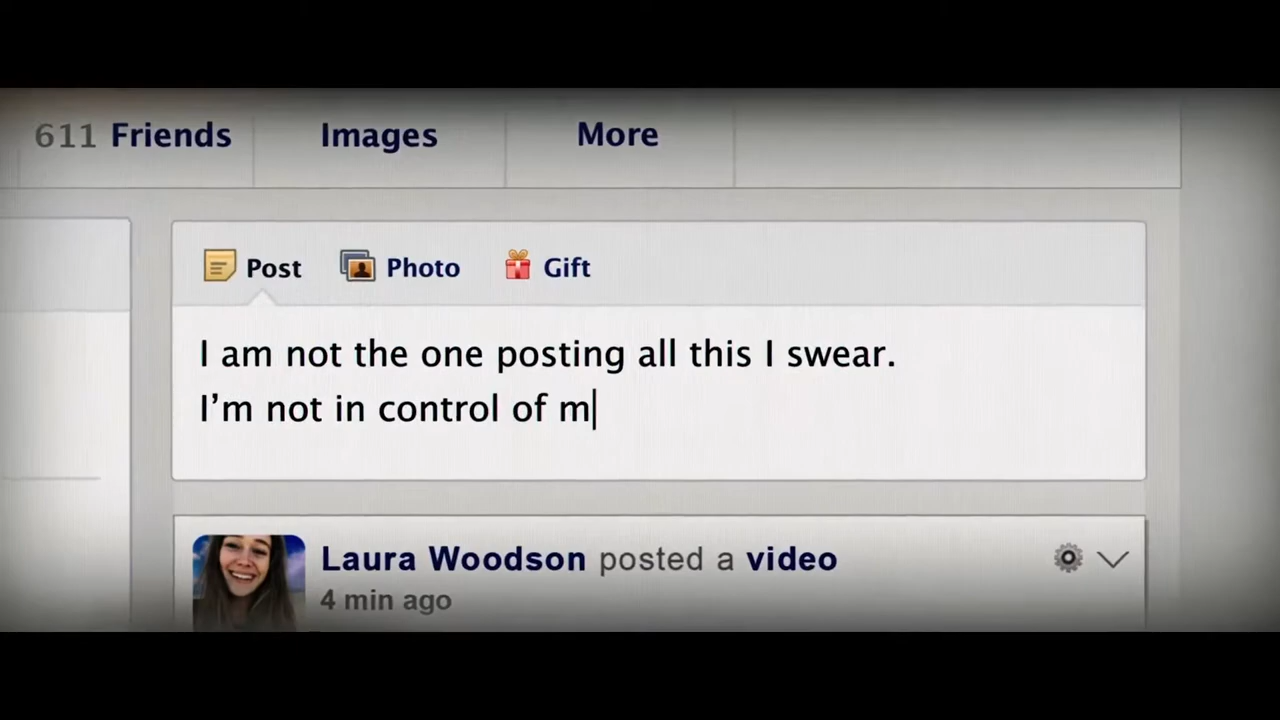 611 Friends
Images
More
Post
Photo
Gift
I am not the one posting all this I swear.
I’m not in control of m
Laura Woodson posted a video
4 min ago